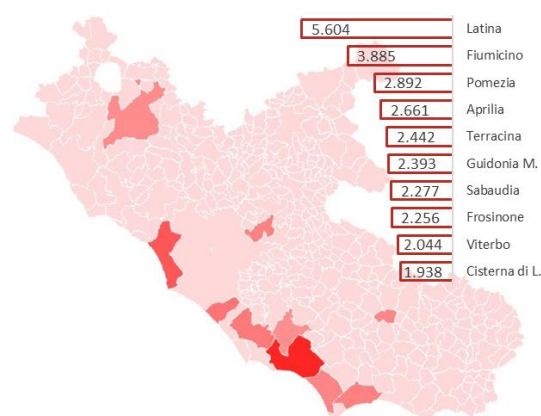 5.604 Latina
3.885 Fiumicino
2.892 Pomezia
2.661 Aprilia
2.442 Terracina
2.393 Guidonia M.
2.277 Sabaudia
2.256 Frosinone
2.044 Viterbo
1.938 Cisterna di L.